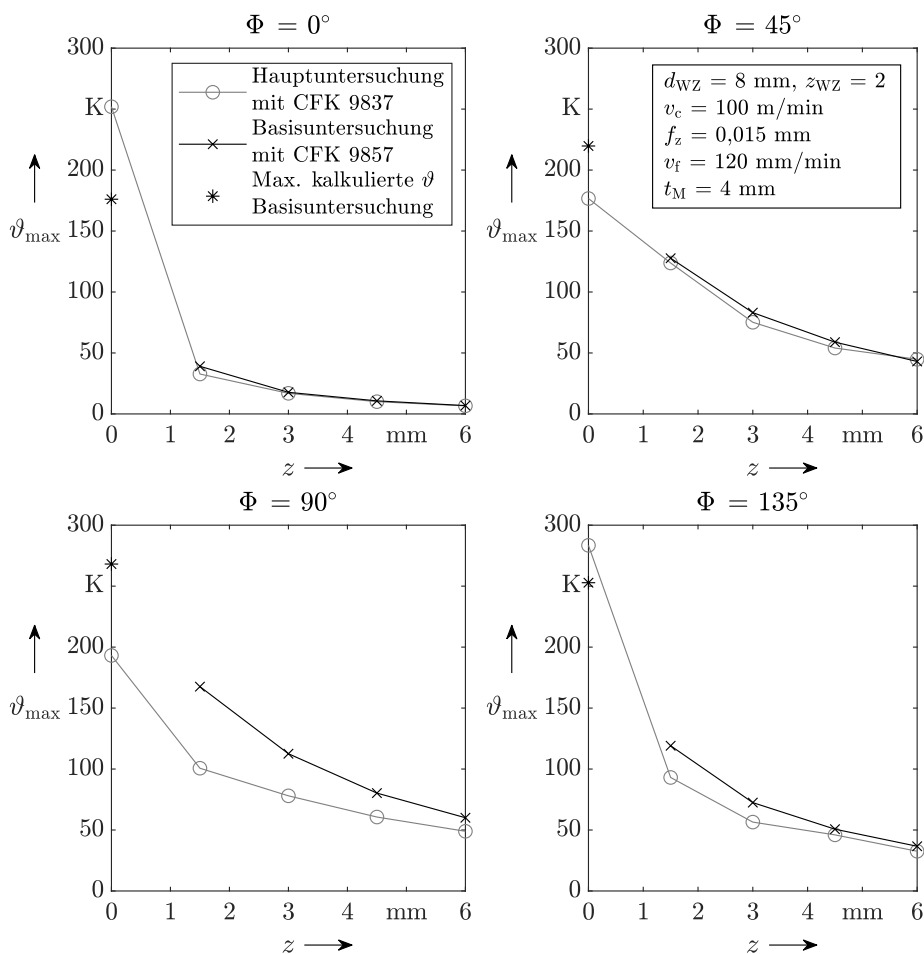 Φ = 0°
300
K
200
150
100
50
0
ϑmax
Hauptuntersuchung
mit CFK 9837
Basisuntersuchung
mit CFK 9857
Max. kalkulierte ϑ
Basisuntersuchung
0 1 2 3 4 mm 6
z
Φ = 45°
300
K
200
150
100
50
0
ϑmax
dWZ = 8 mm, zWZ = 2
vc = 100 m/min
fz = 0,015 mm
vf = 120 mm/min
tM = 4 mm
0 1 2 3 4 mm 6
z
Φ = 90°
300
K
200
150
100
50
0
ϑmax
0 1 2 3 4 mm 6
z
Φ = 135°
300
K
200
150
100
50
0
ϑmax
0 1 2 3 4 mm 6
z